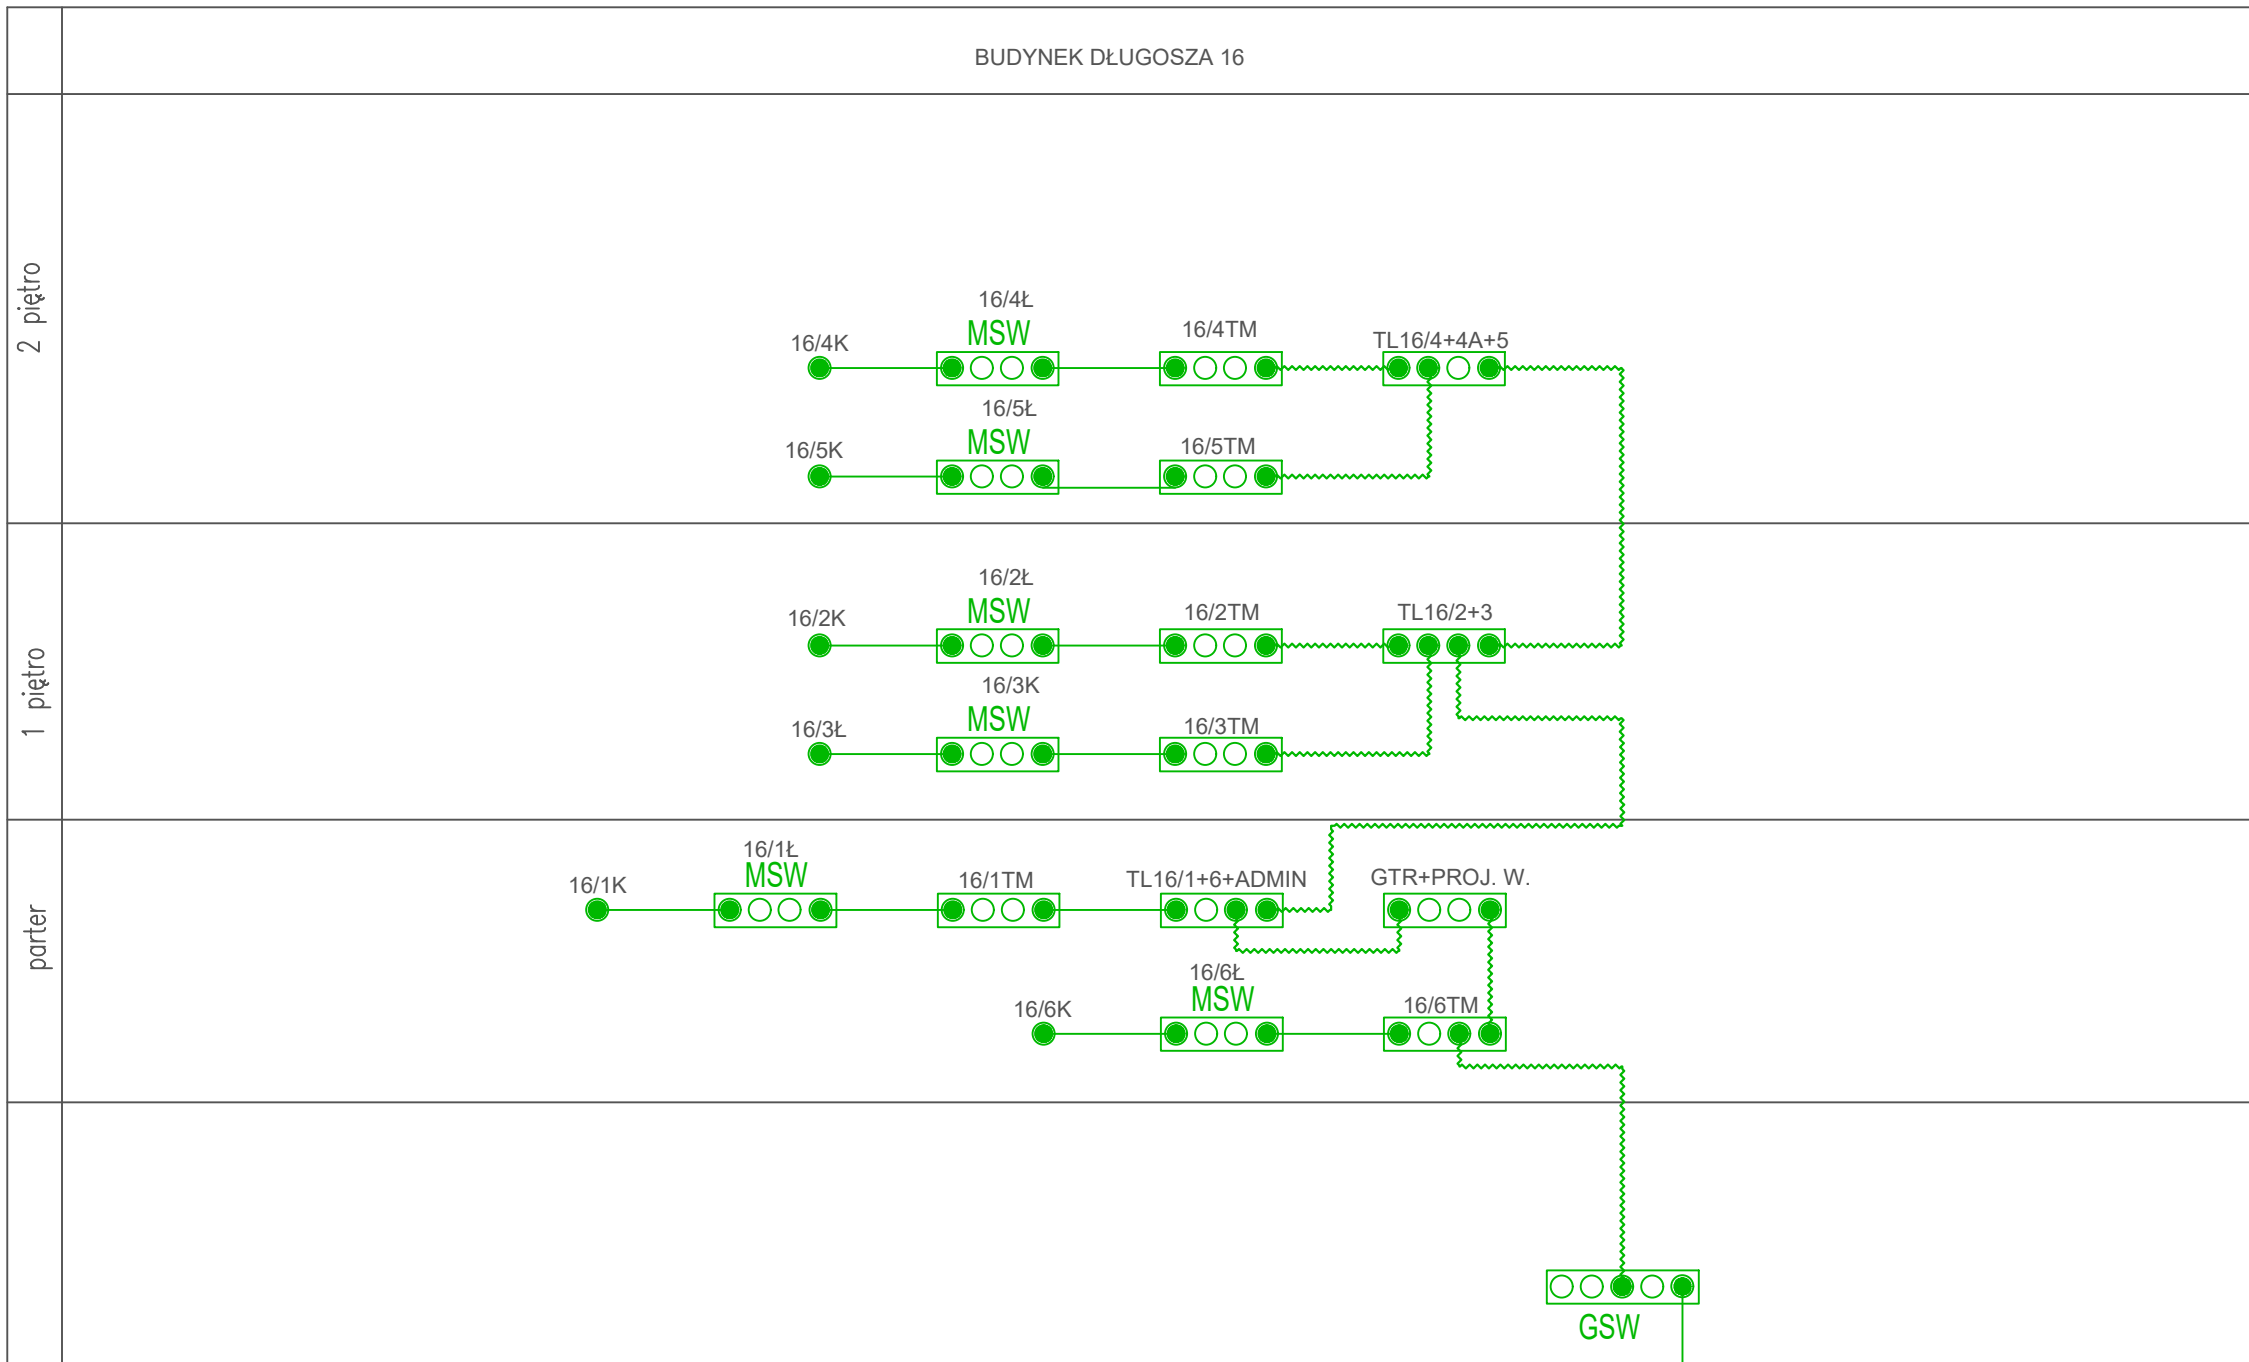 BUDYNEK DŁUGOSZA 16
2 piętro
16/4K
16/4Ł
MSW
16/4TM
TL16/4+4A+5
16/5K
16/5Ł
MSW
16/5TM
1 piętro
16/2K
16/2Ł
MSW
16/2TM
TL16/2+3
16/3Ł
16/3K
MSW
16/3TM
parter
16/1K
16/1Ł
MSW
16/1TM
TL16/1+6+ADMIN
GTR+PROJ. W.
16/6K
16/6Ł
MSW
16/6TM
GSW